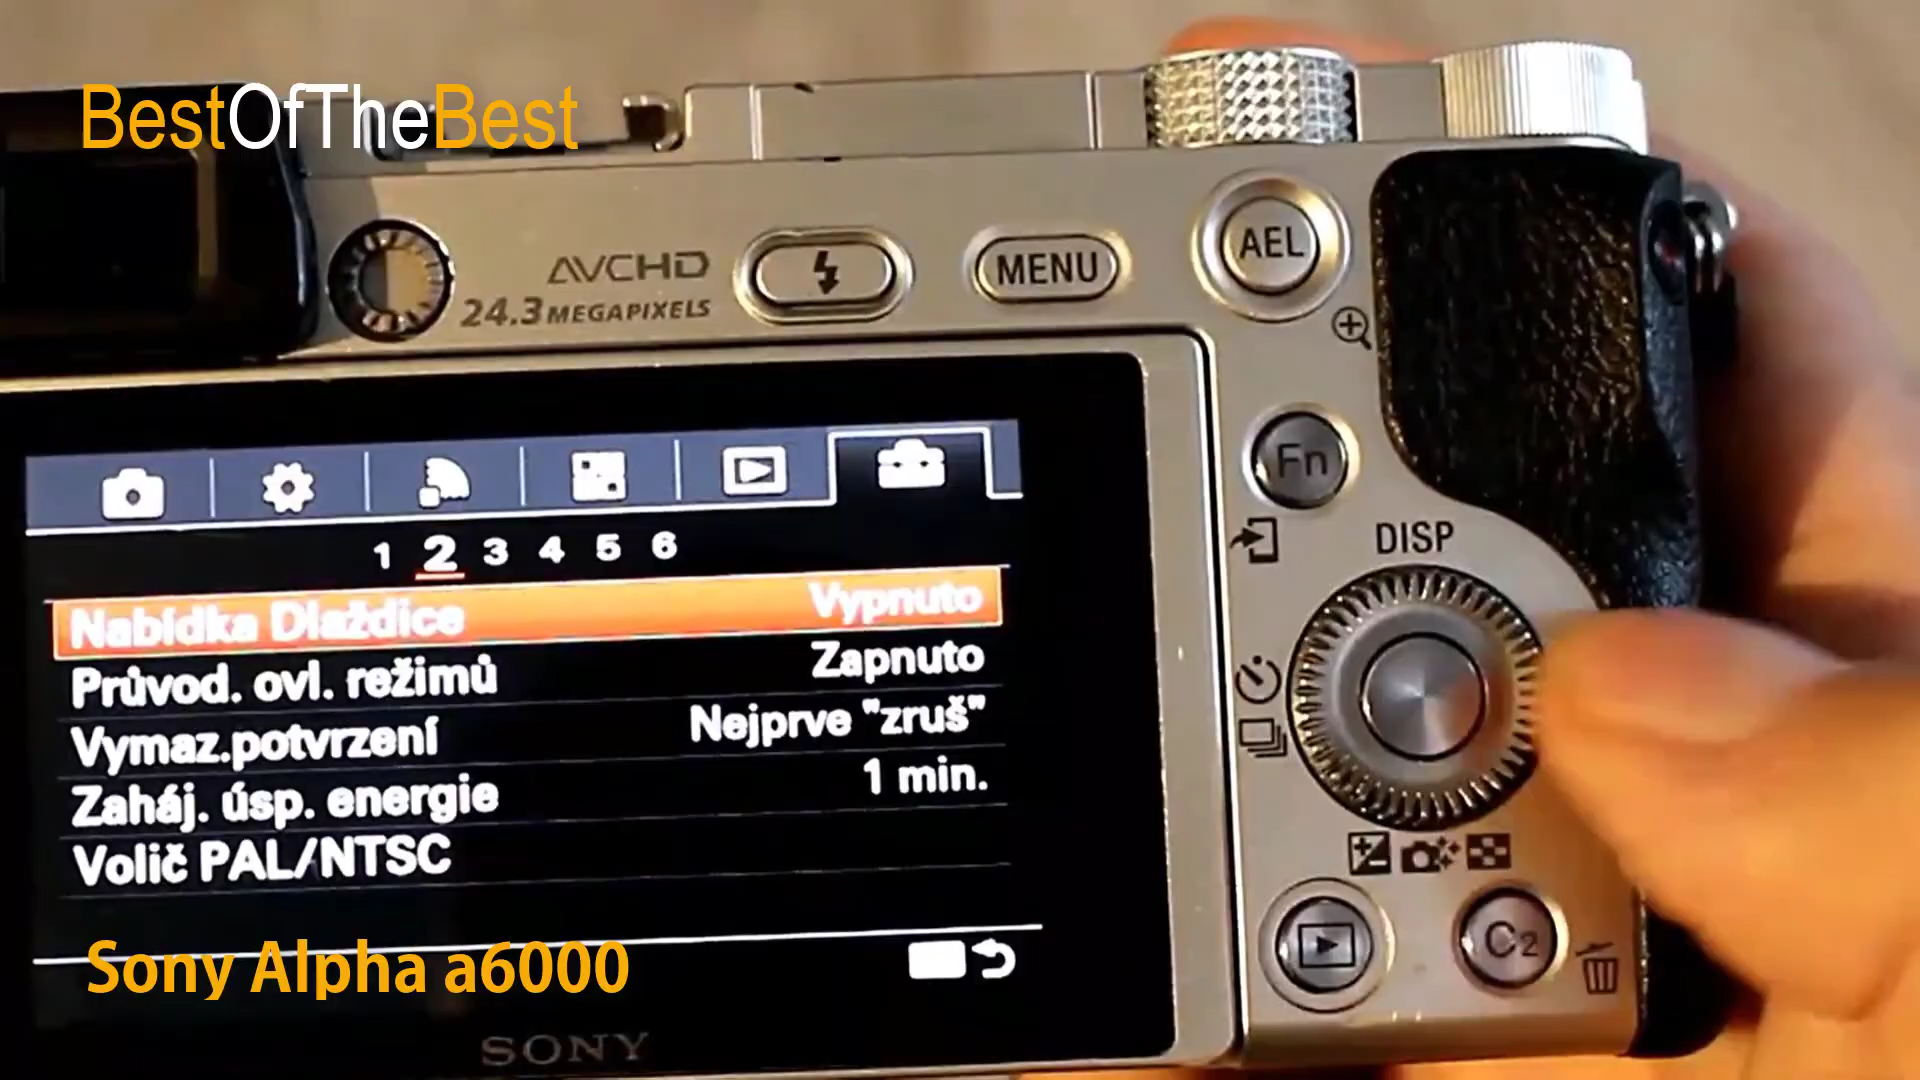 BestOfTheBest
AVCHD
24.3 MEGAPIXELS
MENU
AEL
Fn
DISP
1 2 3 4 5 6
Nabídka Dlaždice Vypnuto
Průvod. ovl. režimů Zapnuto
Vymaz.potvrzení Nejprve "zruš"
Zaháj. úsp. energie 1 min.
Volič PAL/NTSC
C2
Sony Alpha a6000
SONY